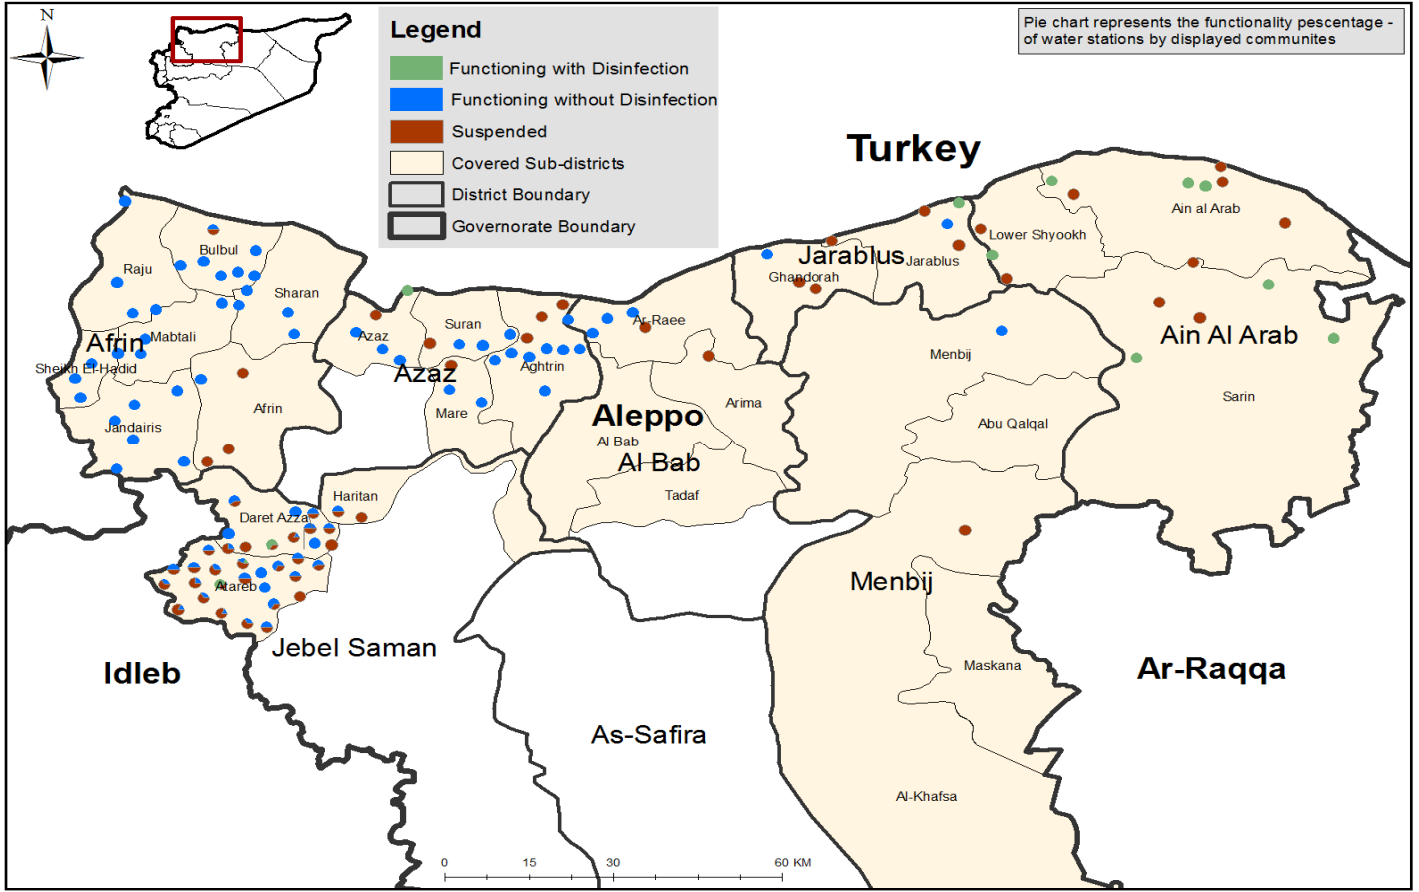 N
Legend
Functioning with Disinfection
Functioning without Disinfection
Suspended
Covered Sub-districts
District Boundary
Governorate Boundary
Pie chart represents the functionality pescentage -
of water stations by displayed communites
Turkey
Ain al Arab
Lower Shyookh
Bulbul
Jarablus
Jarablus
Raju
Ghandorah
Sharan
Ar-Raee
Suran
Azaz
Mabtali
Ain Al Arab
Afrin
Menbij
Sheikh El-Hadid
Aghtrin
Azaz
Sarin
Arima
Afrin
Mare
Aleppo
Abu Qalqal
Jandairis
Al Bab
Al Bab
Haritan
Tadaf
Daret Azza
Menbij
Atareb
Jebel Saman
Maskana
Idleb
Ar-Raqqa
As-Safira
Al-Khafsa
0 15 30 60 KM